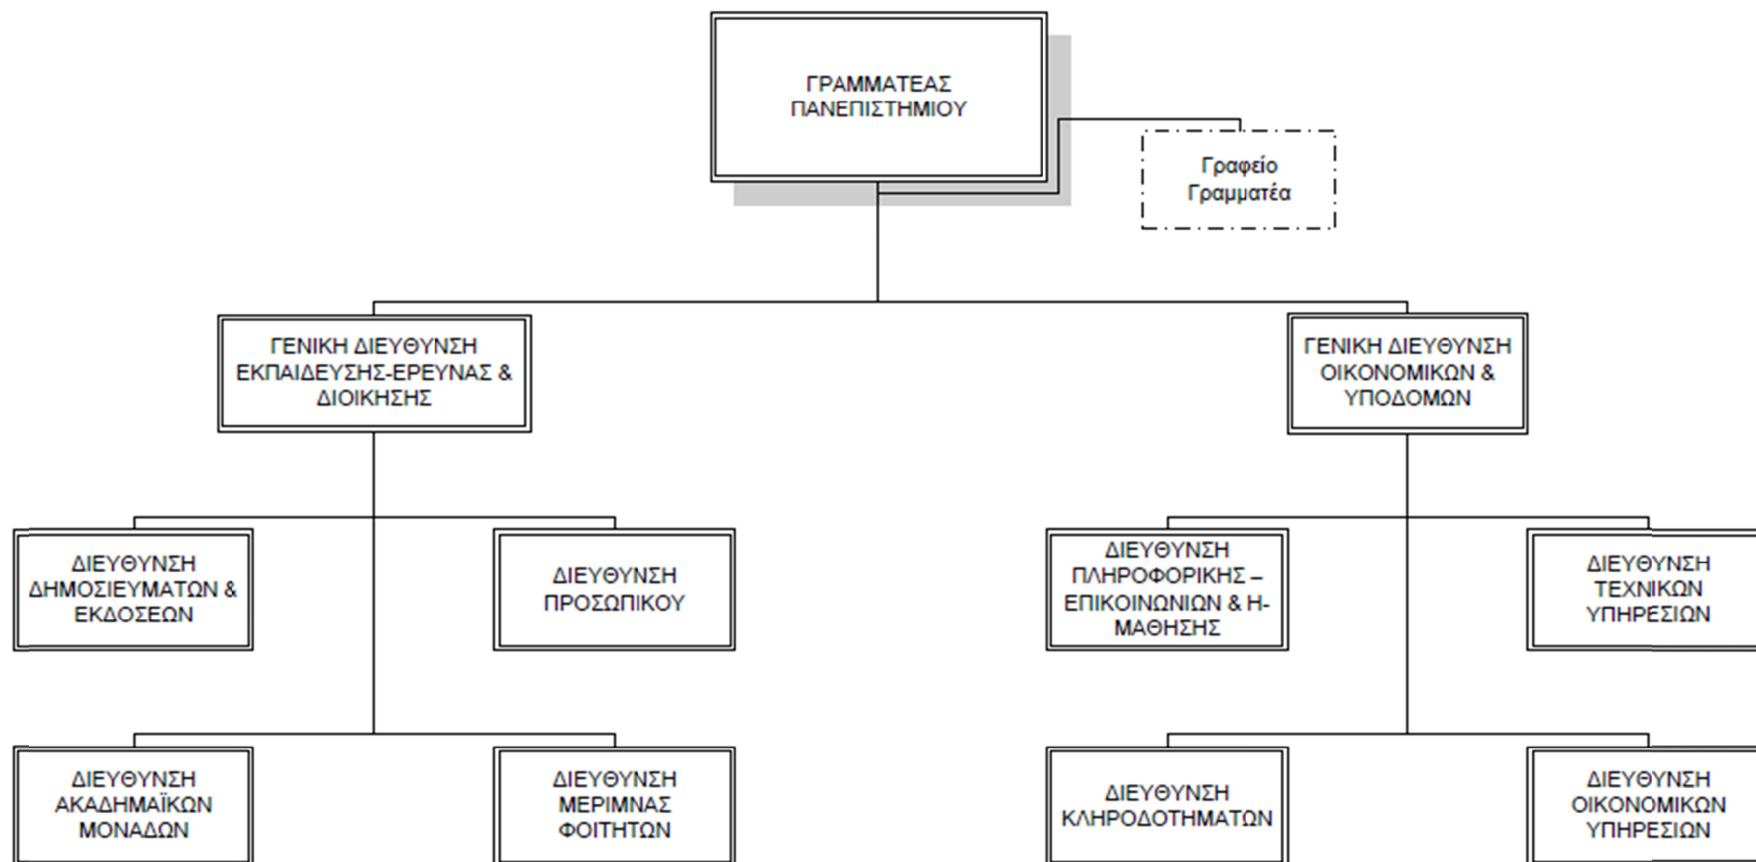 ΓΡΑΜΜΑΤΕΑΣ
ΠΑΝΕΠΙΣΤΗΜΙΟΥ
Γραφείο
Γραμματέα
ΓΕΝΙΚΗ ΔΙΕΥΘΥΝΣΗ
ΕΚΠΑΙΔΕΥΣΗΣ-ΕΡΕΥΝΑΣ &
ΔΙΟΙΚΗΣΗΣ
ΓΕΝΙΚΗ ΔΙΕΥΘΥΝΣΗ
ΟΙΚΟΝΟΜΙΚΩΝ &
ΥΠΟΔΟΜΩΝ
ΔΙΕΥΘΥΝΣΗ
ΔΗΜΟΣΙΕΥΜΑΤΩΝ &
ΕΚΔΟΣΕΩΝ
ΔΙΕΥΘΥΝΣΗ
ΠΡΟΣΩΠΙΚΟΥ
ΔΙΕΥΘΥΝΣΗ
ΠΛΗΡΟΦΟΡΙΚΗΣ –
ΕΠΙΚΟΙΝΩΝΙΩΝ & Η-
ΜΑΘΗΣΗΣ
ΔΙΕΥΘΥΝΣΗ
ΤΕΧΝΙΚΩΝ
ΥΠΗΡΕΣΙΩΝ
ΔΙΕΥΘΥΝΣΗ
ΑΚΑΔΗΜΑΪΚΩΝ
ΜΟΝΑΔΩΝ
ΔΙΕΥΘΥΝΣΗ
ΜΕΡΙΜΝΑΣ
ΦΟΙΤΗΤΩΝ
ΔΙΕΥΘΥΝΣΗ
ΚΛΗΡΟΔΟΤΗΜΑΤΩΝ
ΔΙΕΥΘΥΝΣΗ
ΟΙΚΟΝΟΜΙΚΩΝ
ΥΠΗΡΕΣΙΩΝ